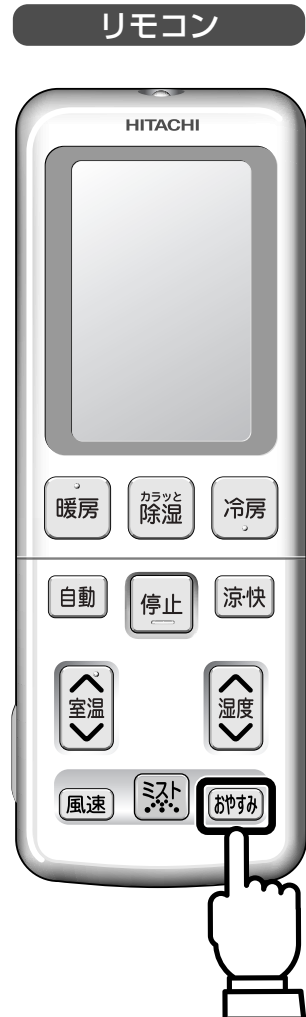 リモコン
HITACHI
暖房 カラッと除湿 冷房
自動 停止 涼快
室温 湿度
風速 ミスト おやすみ